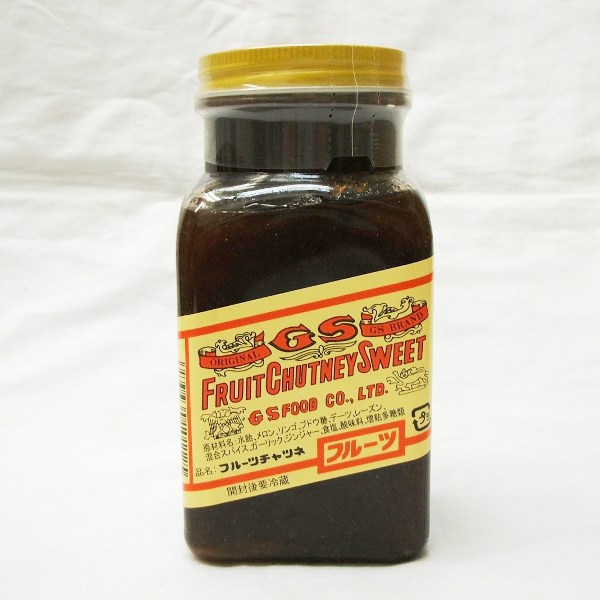 GS
ORIGINAL
GS BRAND
FRUIT CHUTNEY SWEET
GS FOOD CO., LTD.
原材料名:水飴、メロン、リンゴ、ブドウ糖、デーツ、レーズン、
混合スパイス、ガーリック、ジンジャー、食塩、酸味料、増粘多糖類
品名:フルーツチャツネ
フルーツ
開封後要冷蔵